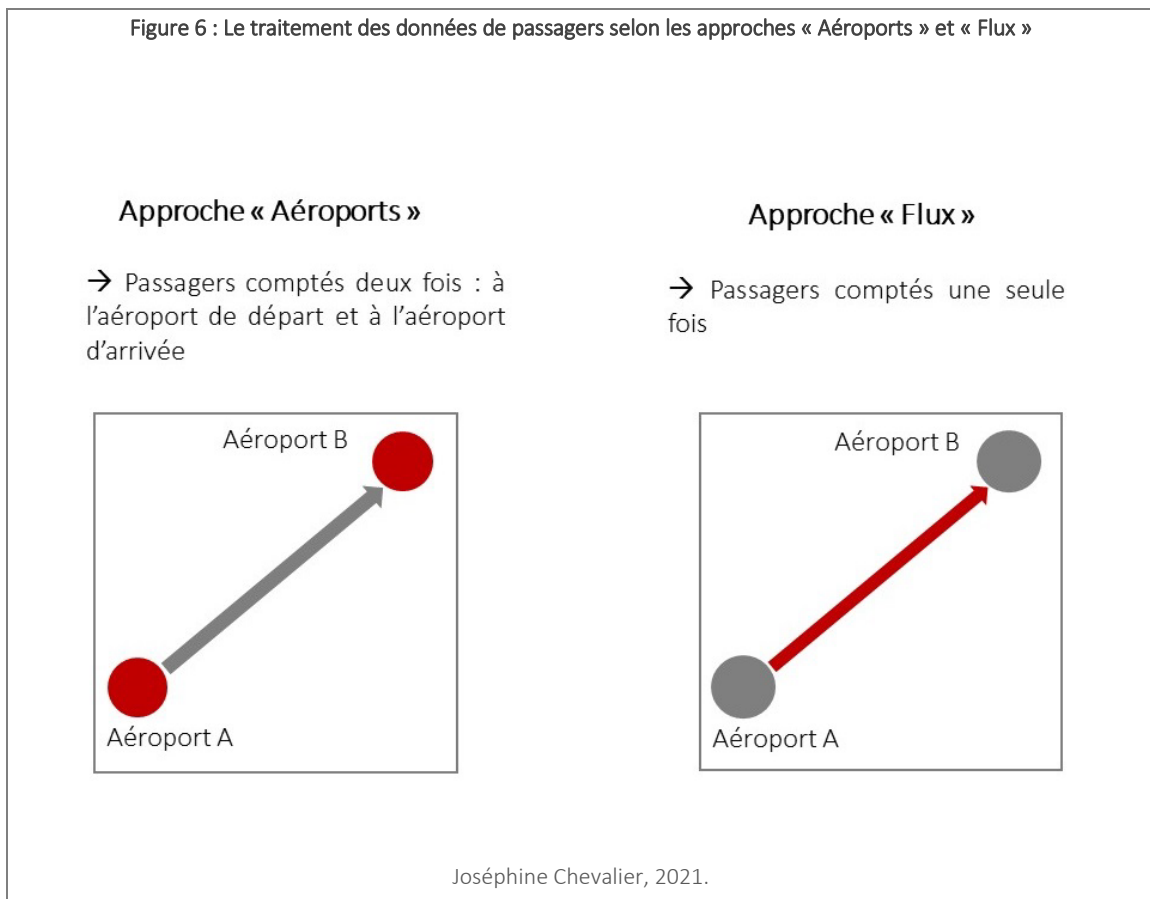 Figure 6 : Le traitement des données de passagers selon les approches « Aéroports » et « Flux »
Approche « Aéroports »
→ Passagers comptés deux fois : à
l'aéroport de départ et à l'aéroport
d'arrivée
Aéroport B
Aéroport A
Approche « Flux »
→ Passagers comptés une seule
fois
Aéroport B
Aéroport A
Joséphine Chevalier, 2021.